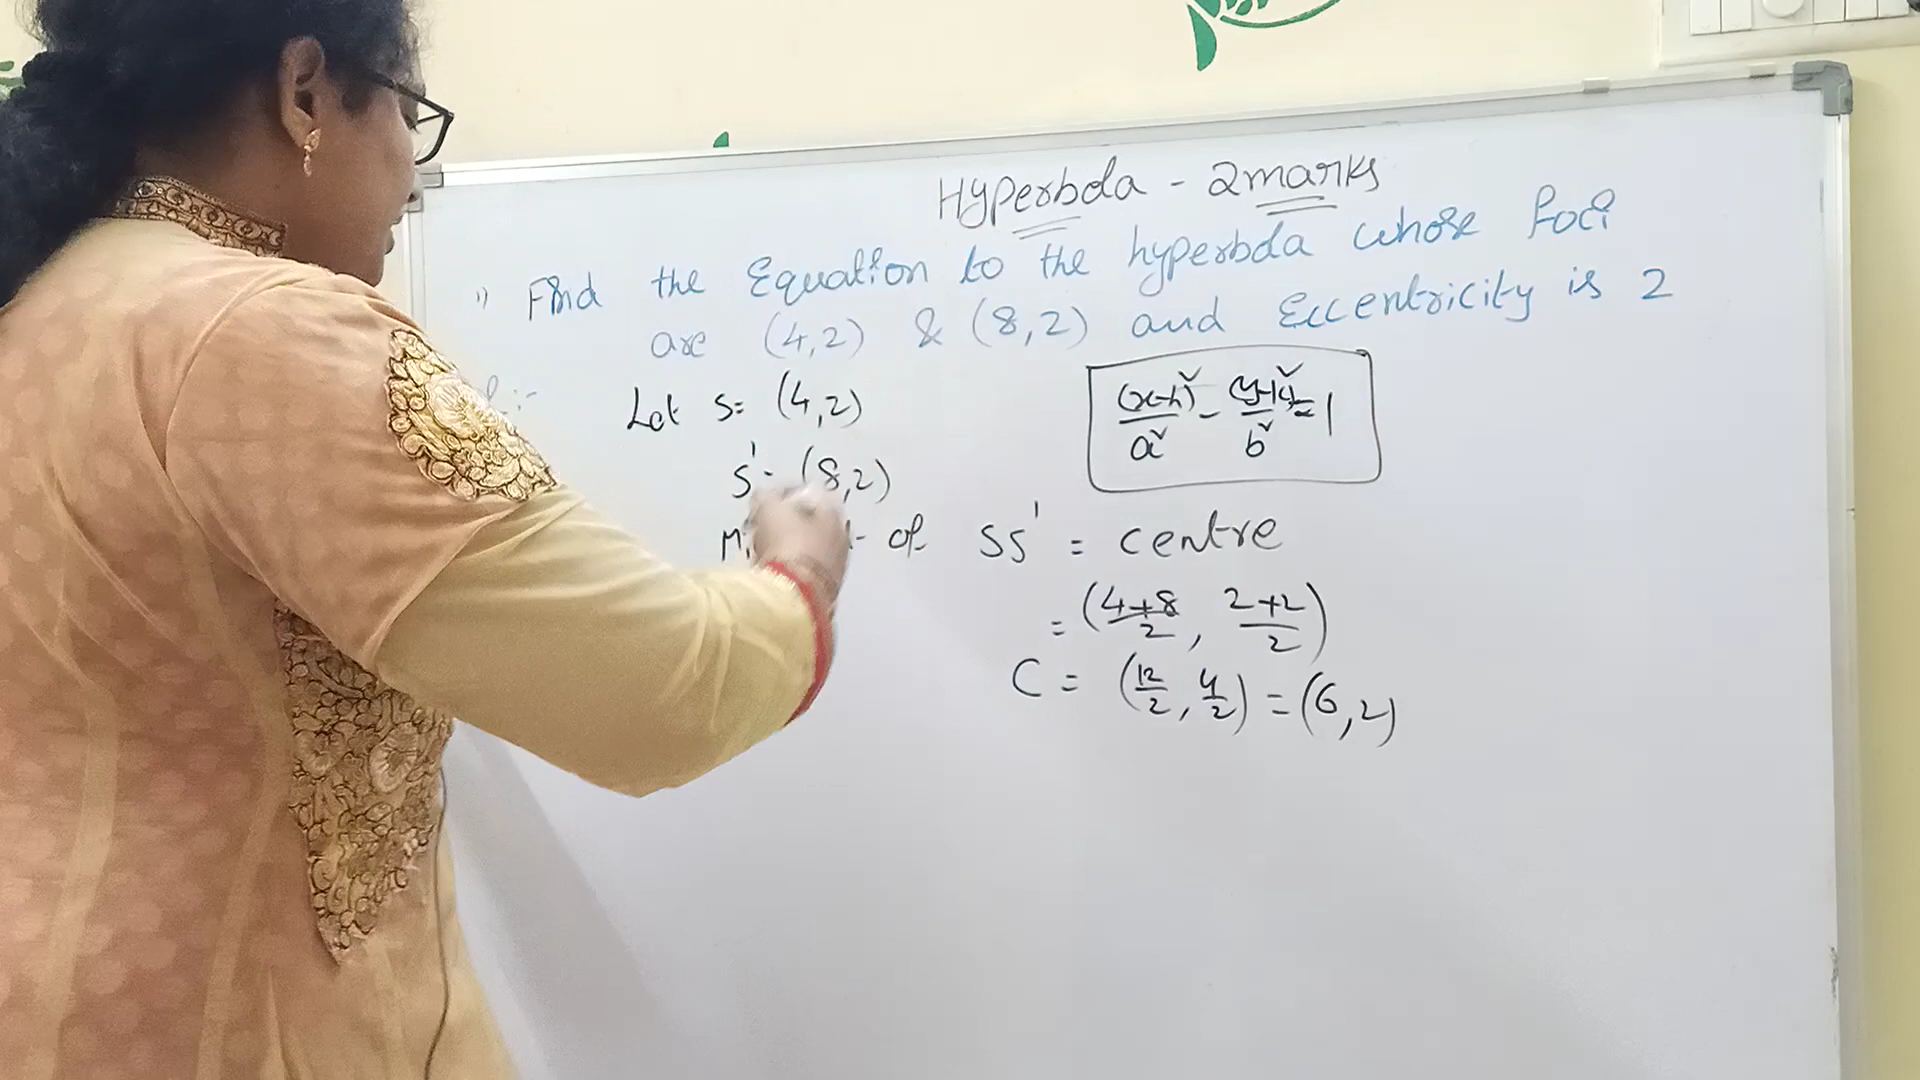 Hyperbola - 2marks
1) Find the Equation to the hyperbola whose foci
are (4,2) & (8,2) and Eccentricity is 2
Let S= (4,2)
(x-h)²/a² - (y-k)²/b² = 1
S'= (8,2)
of SS' = centre
= (4+8/2, 2+2/2)
C = (12/2, 4/2) = (6,2)